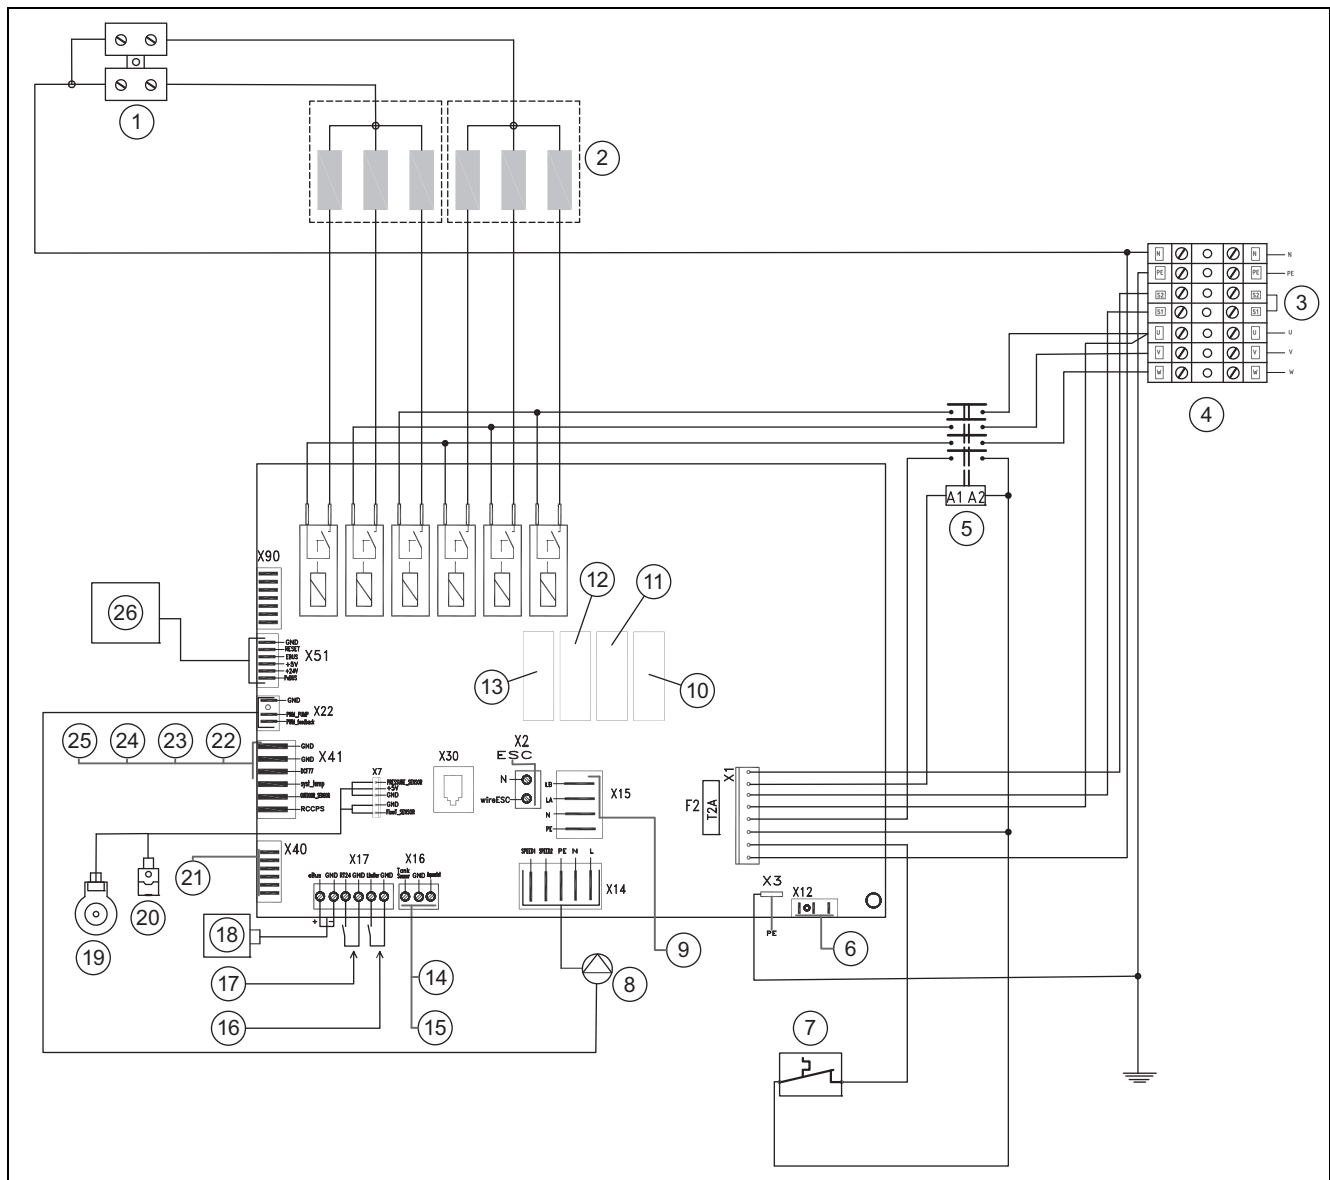 1
2
N N N
PE PE PE
S2 S2
3
S1 S1
U U U
V V V
W W W
4
A1 A2
5
X90
12
11
26
GND
RESET
EBUS
+5V
+24V
X51
13
10
GND
X22
PWM_PUMP
PWM_feedback
25 24 23 22
GND
GND
X41
DCF77
syst_temp
OUTDOOR_SENSOR
RCCPS
X7
PRESSURE_SENSOR
+5V
GND
GND
FlowT_SENSOR
X30
X2
ESC
N
wireESC
LB
LA
N
PE
X15
X1
F2
T2A
X40
21
X17
eBus GND RT24 GND Limiter GND
X16
Tank Sensor GND
SPEED1 SPEED2 PE N L
X14
X3
PE
X12
20
19
18
+ −
9
6
17
14
8
16
15
7